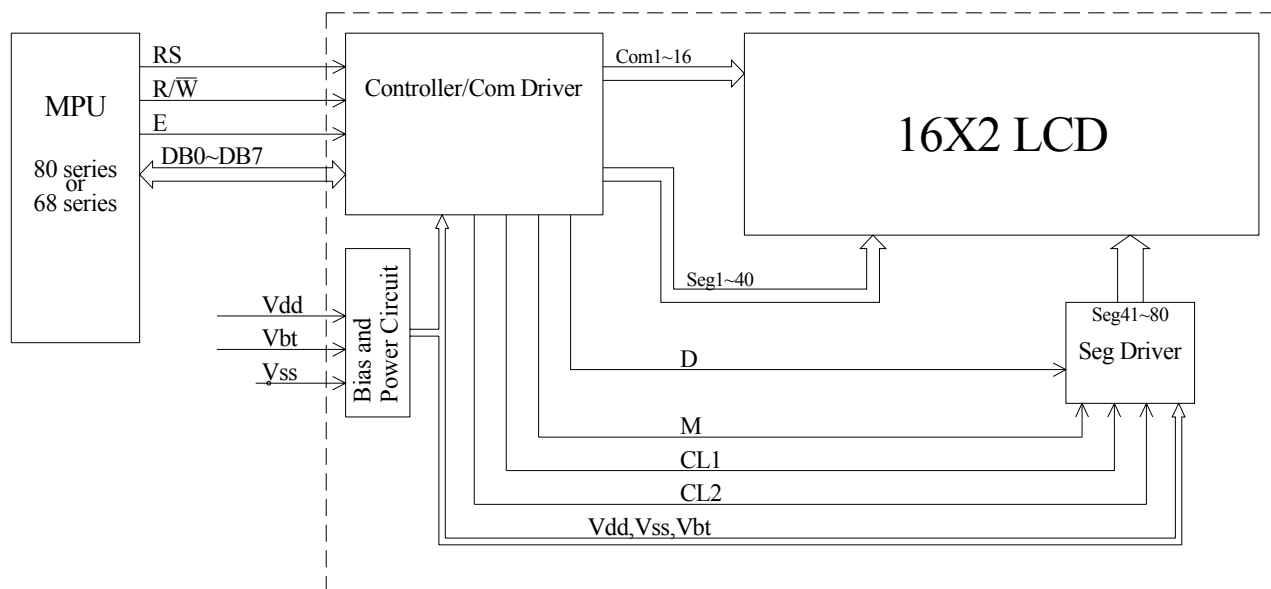 MPU
80 series
or
68 series
RS
R/W̅
E
DB0~DB7
Controller/Com Driver
Com1~16
16X2 LCD
Seg1~40
Seg41~80
Seg Driver
Vdd
Vbt
Vss
Bias and
Power Circuit
D
M
CL1
CL2
Vdd,Vss,Vbt